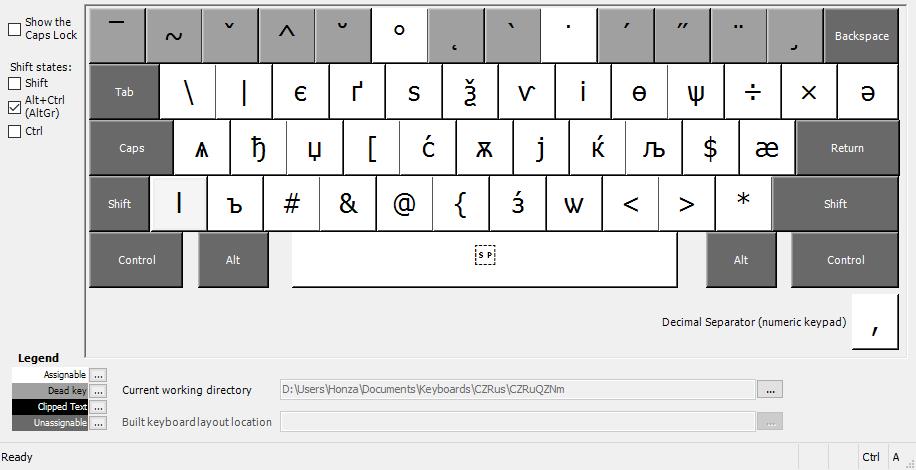 Show the
Caps Lock
Shift states:
Shift
Alt+Ctrl
(AltGr)
Ctrl
¯ ~ ˇ ^ ˘ ° ˛ ` ˙ ´ ˝ ¨ ¸ Backspace
Tab \ | є ґ ѕ ѯ ѵ і ө ѱ ÷ × ә
Caps ѧ ђ џ [ ć ѫ ј ќ љ $ æ Return
Shift ъ # & @ { з́ ԝ < > * Shift
Control Alt SP Alt Control
Decimal Separator (numeric keypad) ,
Legend
Assignable ...
Dead key ...
Clipped Text ...
Unassignable ...
Current working directory D:\Users\Honza\Documents\Keyboards\CZRus\CZRuQZNm ...
Built keyboard layout location ...
Ready Ctrl A